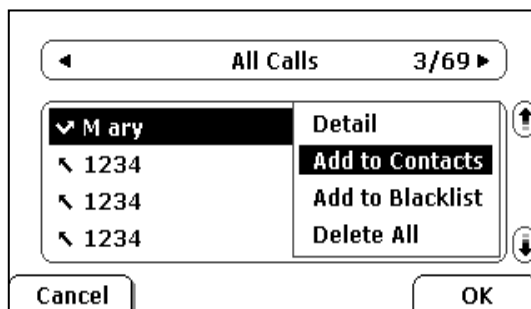 All Calls 3/69
M ary
1234
1234
1234
Detail
Add to Contacts
Add to Blacklist
Delete All
Cancel OK